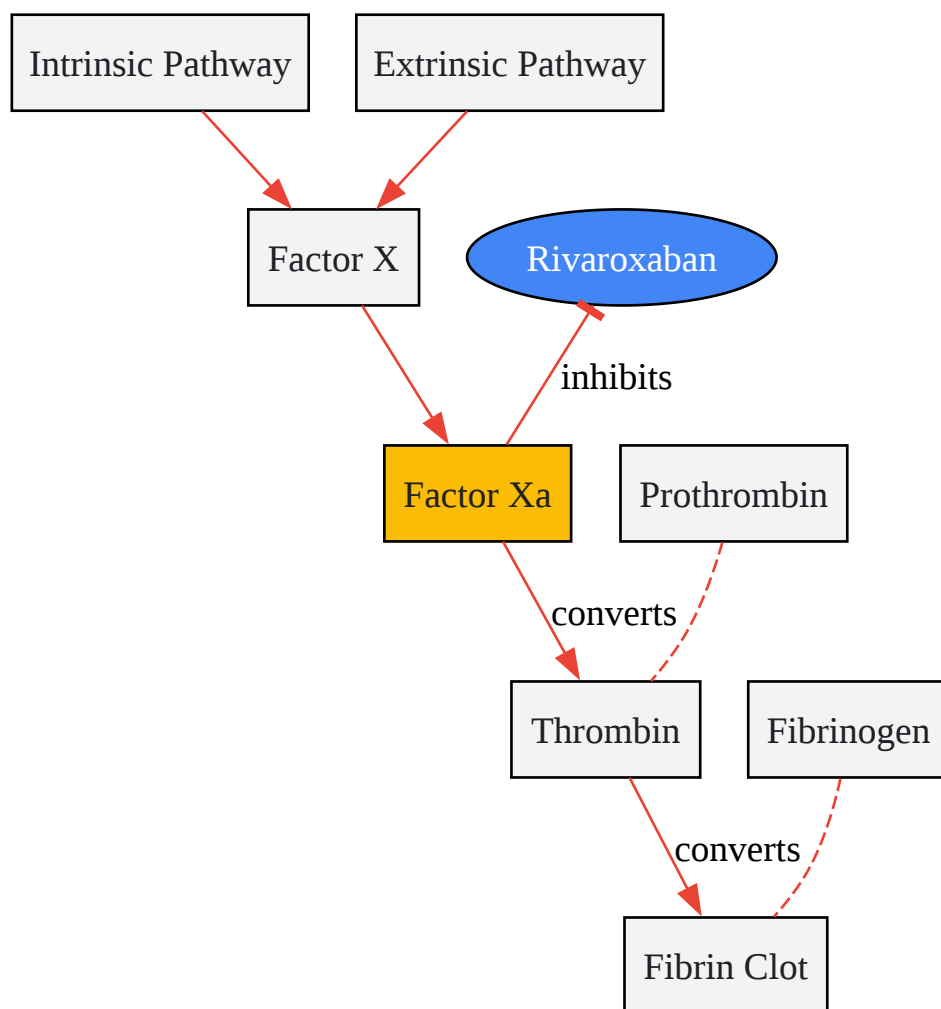 Intrinsic Pathway
Extrinsic Pathway
Factor X
Rivaroxaban
inhibits
Factor Xa
Prothrombin
converts
Thrombin
Fibrinogen
converts
Fibrin Clot